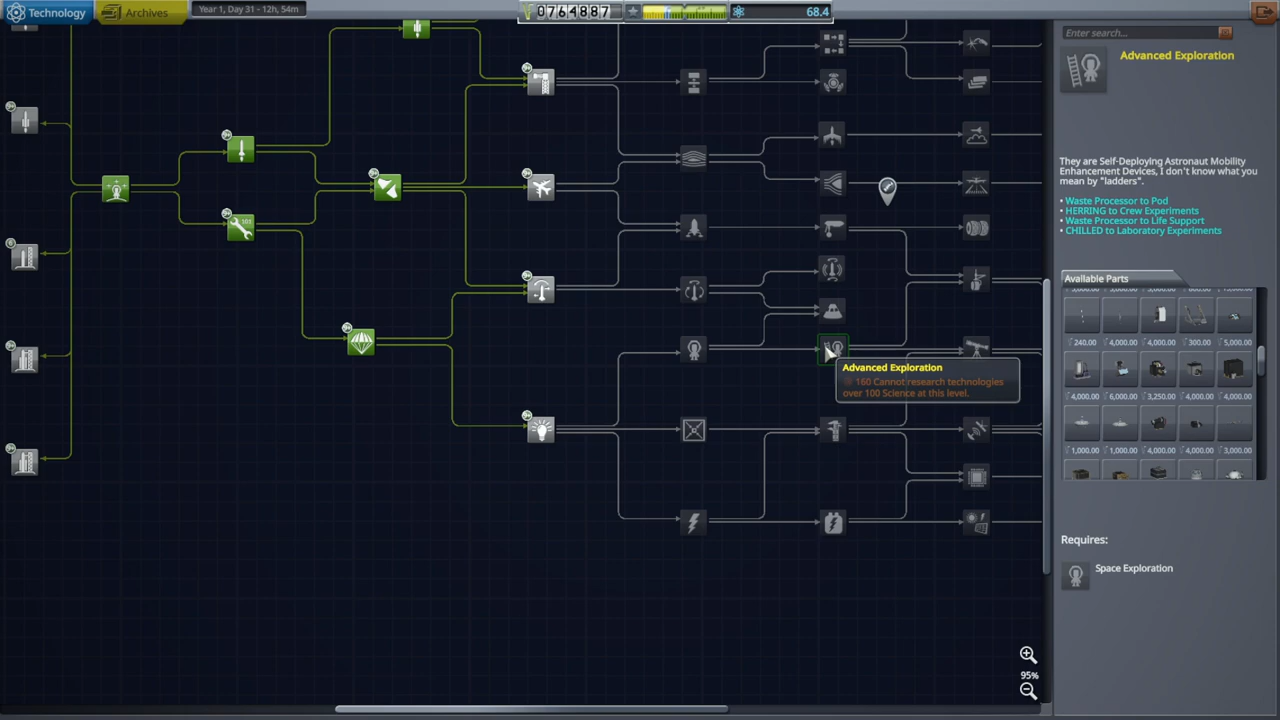 Technology
Archives
Year 1, Day 31 - 12h, 54m
0764887
68.4
Enter search...
Advanced Exploration
They are Self-Deploying Astronaut Mobility
Enhancement Devices, I don't know what you
mean by "ladders".
• Waste Processor to Pod
• HERRING to Crew Experiments
• Waste Processor to Life Support
• CHILLED to Laboratory Experiments
Available Parts
240.00 4,000.00 4,000.00 300.00 5,000.00
4,000.00 6,000.00 3,250.00 4,000.00 4,000.00
1,000.00 1,000.00 4,000.00 4,000.00 3,000.00
Advanced Exploration
160 Cannot research technologies
over 100 Science at this level.
Requires:
Space Exploration
95%